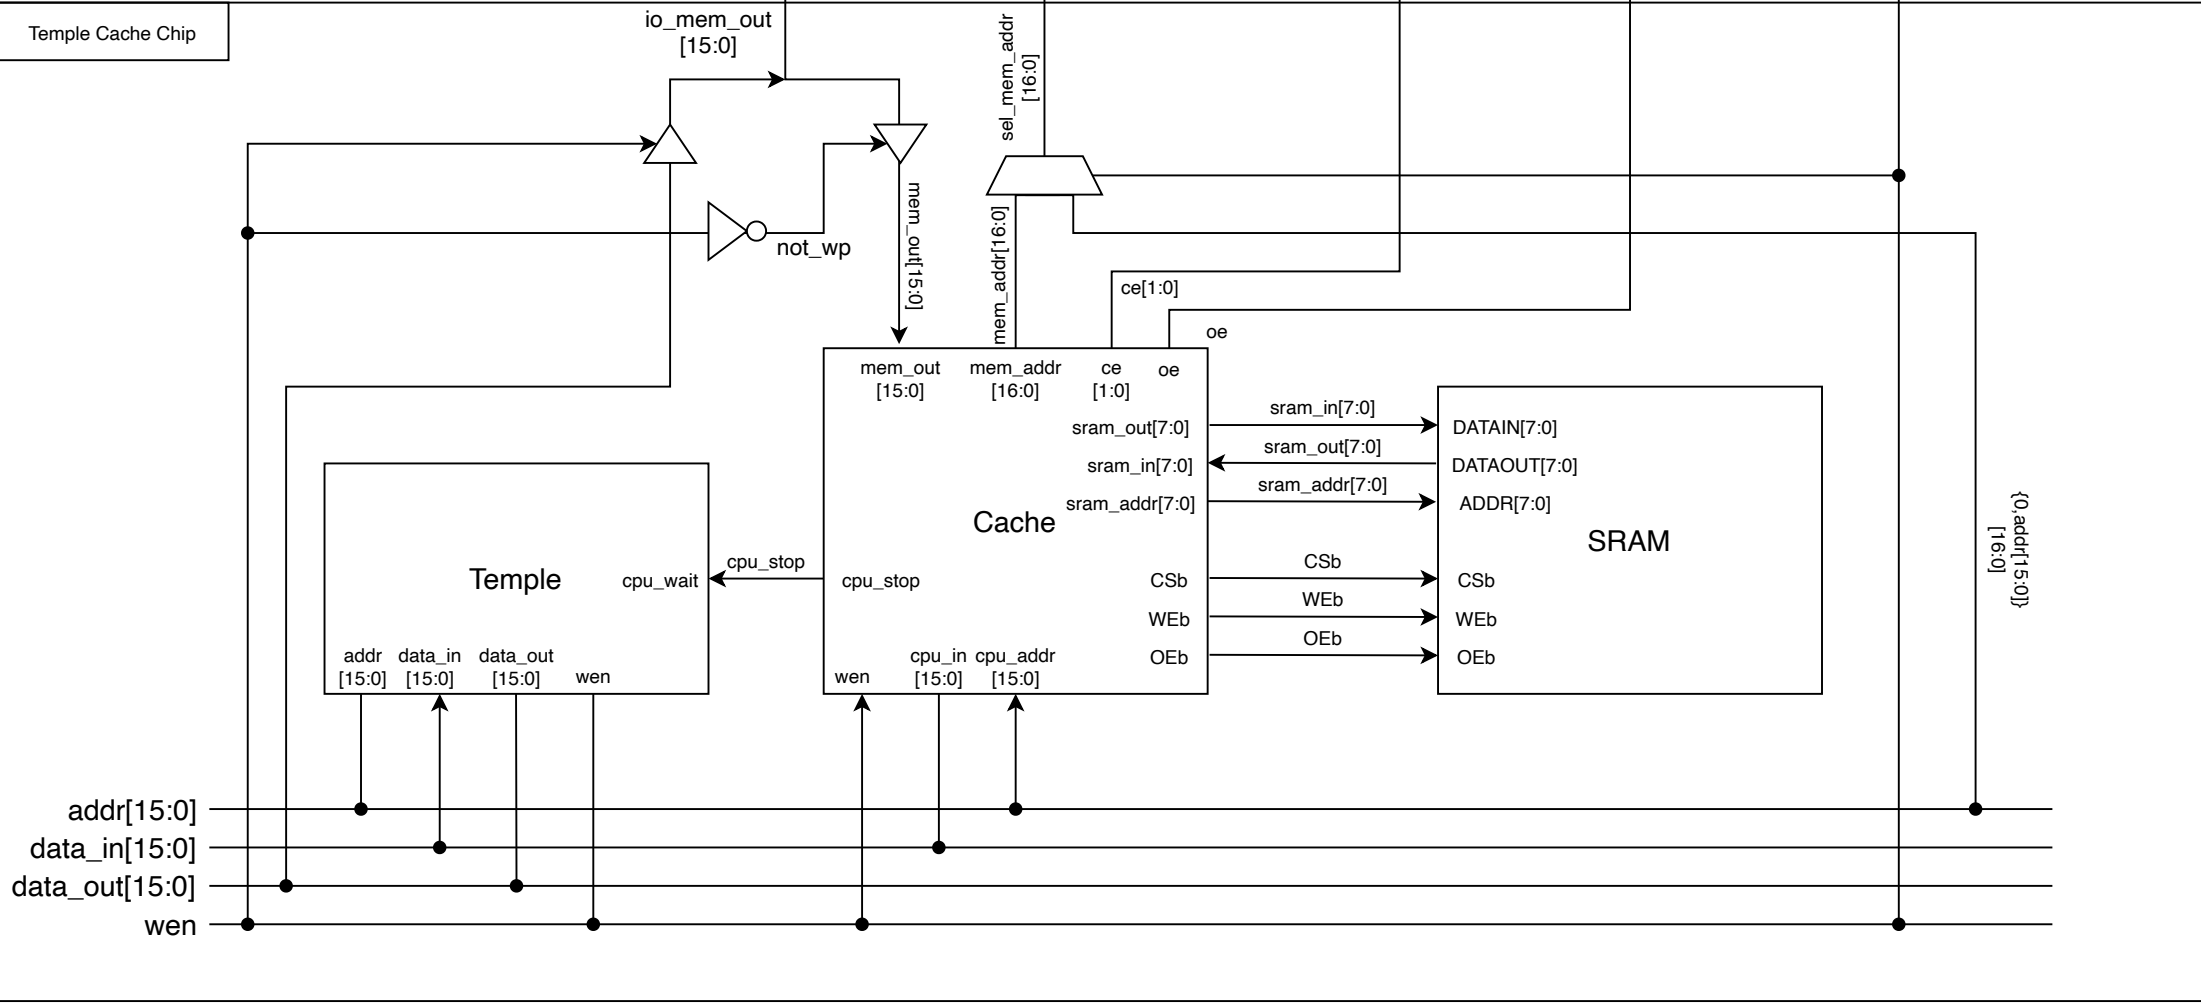 Temple Cache Chip
io_mem_out
[15:0]
sel_mem_addr
[16:0]
not_wp
mem_out[15:0]
mem_addr[16:0]
ce[1:0]
oe
mem_out
[15:0]
mem_addr
[16:0]
ce
[1:0]
oe
sram_out[7:0]
sram_in[7:0]
sram_addr[7:0]
Cache
cpu_stop
CSb
WEb
OEb
wen
cpu_in
[15:0]
cpu_addr
[15:0]
sram_in[7:0]
sram_out[7:0]
sram_addr[7:0]
CSb
WEb
OEb
DATAIN[7:0]
DATAOUT[7:0]
ADDR[7:0]
SRAM
CSb
WEb
OEb
{0,addr[15:0]}
[16:0]
Temple
cpu_wait
cpu_stop
addr
[15:0]
data_in
[15:0]
data_out
[15:0]
wen
addr[15:0]
data_in[15:0]
data_out[15:0]
wen